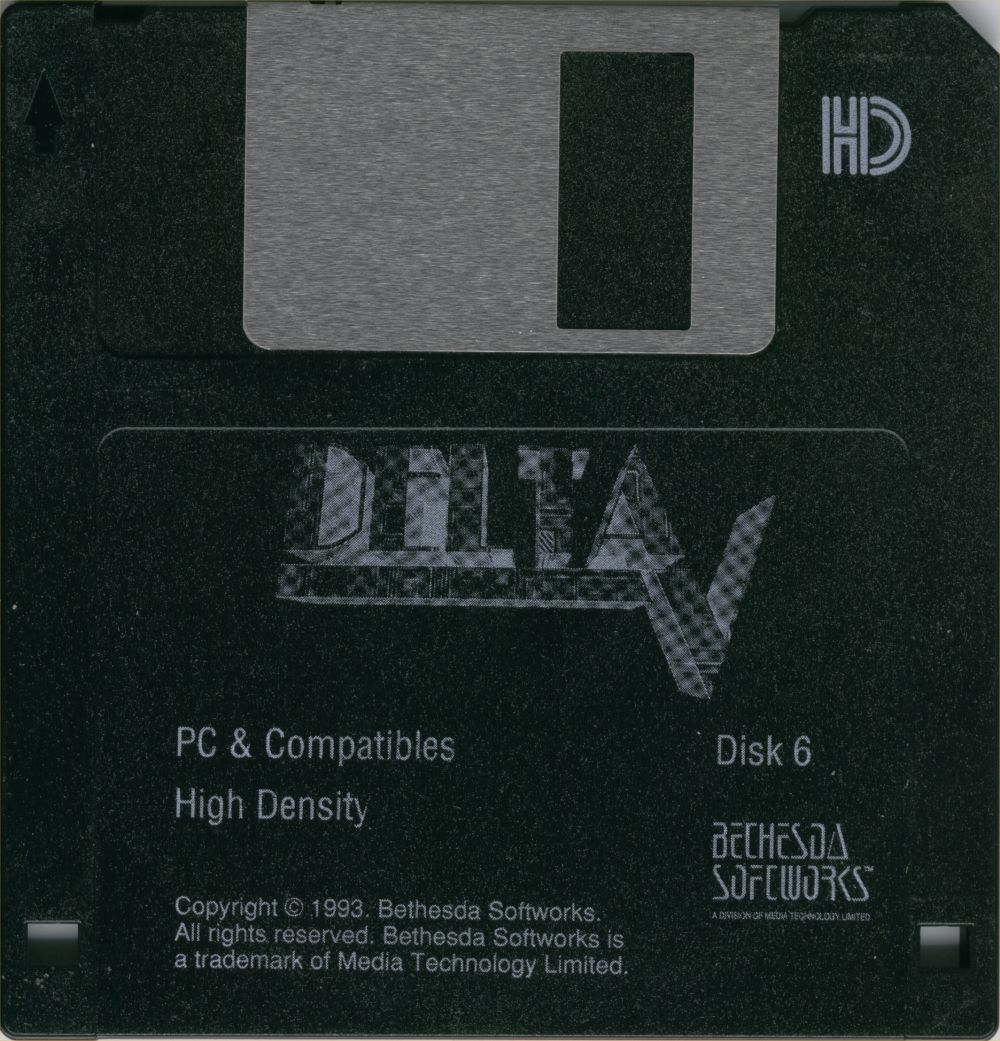 HD
DELTA V
PC & Compatibles
Disk 6
High Density
BETHESDA
SOFTWORKS™
A DIVISION OF MEDIA TECHNOLOGY LIMITED
Copyright © 1993. Bethesda Softworks.
All rights reserved. Bethesda Softworks is
a trademark of Media Technology Limited.